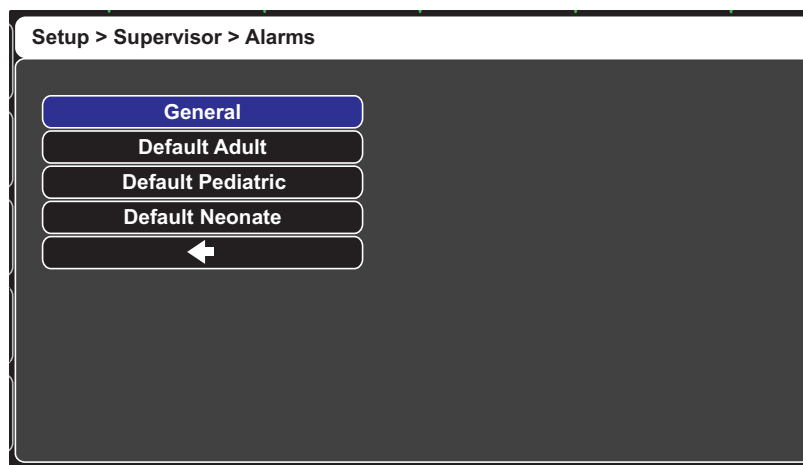 Setup > Supervisor > Alarms
General
Default Adult
Default Pediatric
Default Neonate